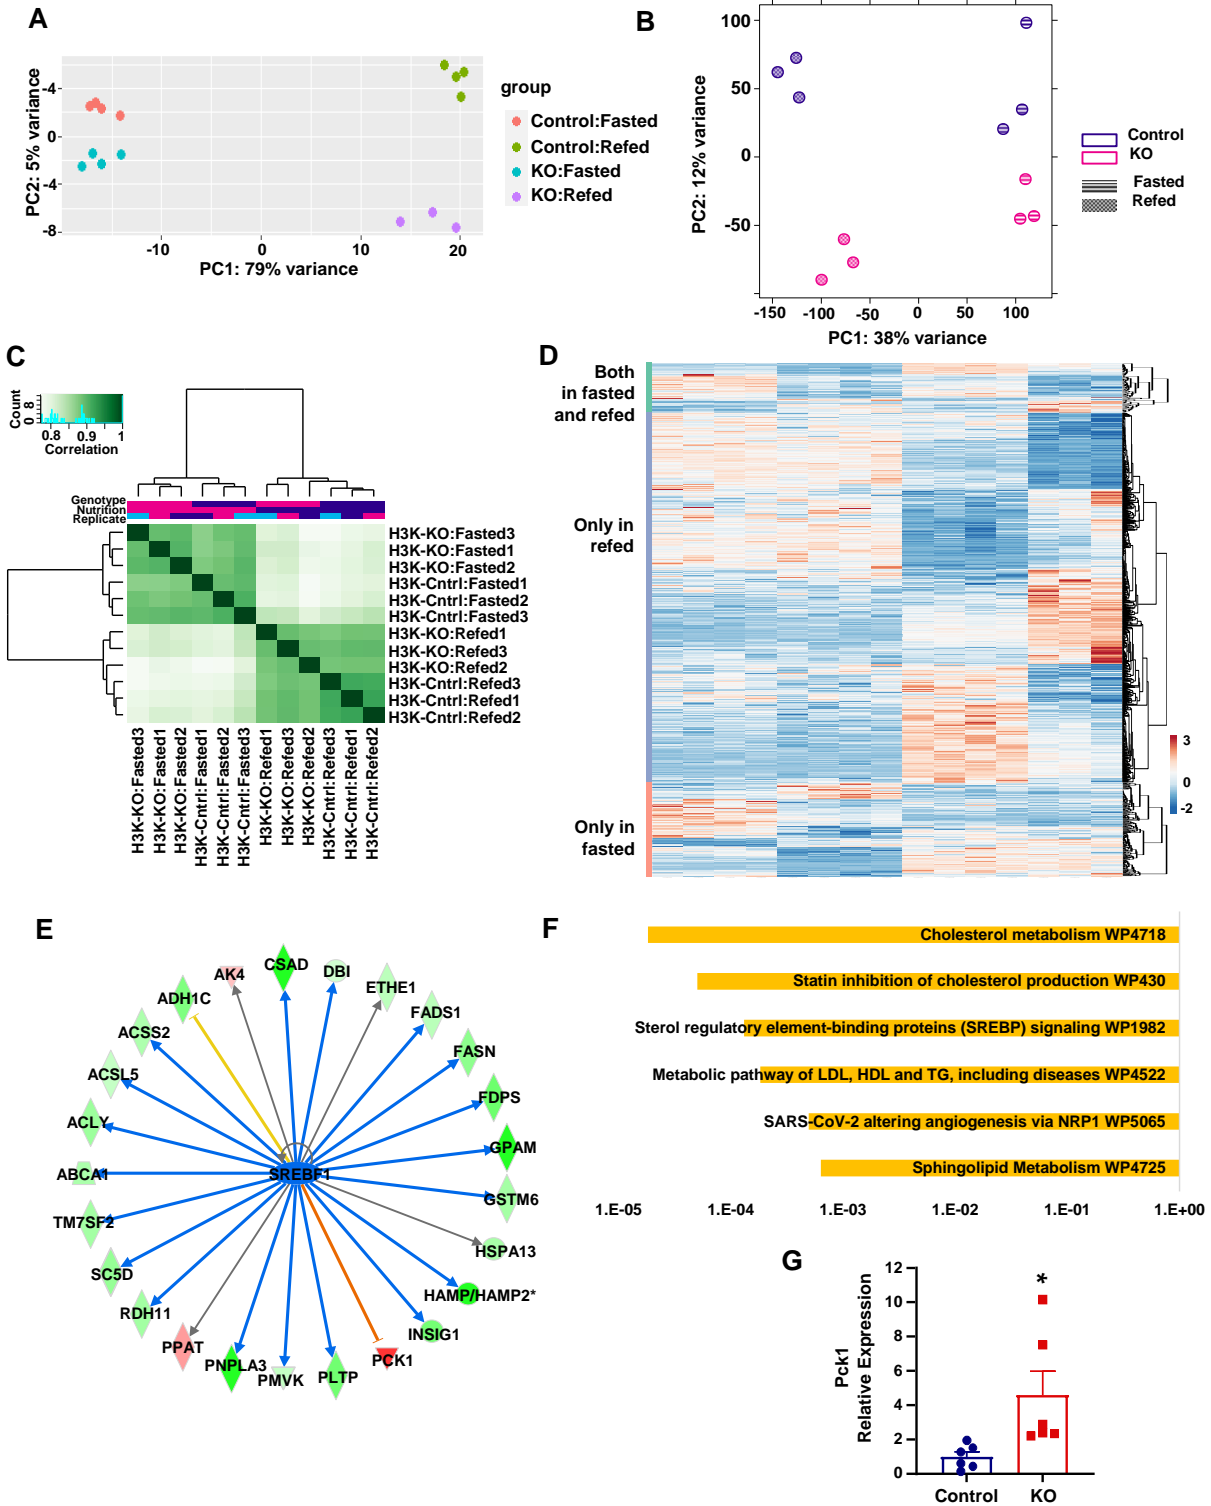 A
PC2: 5% variance
-4
0
-4
-8
-10
0
10
20
PC1: 79% variance
group
Control:Fasted
Control:Refed
KO:Fasted
KO:Refed
B
PC2: 12% variance
100
50
0
-50
-150
-100
-50
0
50
100
PC1: 38% variance
Control
KO
Fasted
Refed
C
Count
0 8
0.8 0.9 1
Correlation
Genotype
Nutrition
Replicate
H3K-KO:Fasted3
H3K-KO:Fasted1
H3K-KO:Fasted2
H3K-Cntrl:Fasted1
H3K-Cntrl:Fasted2
H3K-Cntrl:Fasted3
H3K-KO:Refed1
H3K-KO:Refed3
H3K-KO:Refed2
H3K-Cntrl:Refed3
H3K-Cntrl:Refed1
H3K-Cntrl:Refed2
H3K-KO:Fasted3
H3K-KO:Fasted1
H3K-KO:Fasted2
H3K-Cntrl:Fasted1
H3K-Cntrl:Fasted2
H3K-Cntrl:Fasted3
H3K-KO:Refed1
H3K-KO:Refed3
H3K-KO:Refed2
H3K-Cntrl:Refed3
H3K-Cntrl:Refed1
H3K-Cntrl:Refed2
D
Both
in fasted
and refed
Only in
refed
Only in
fasted
3
0
-2
E
CSAD
DBI
ETHE1
FADS1
FASN
FDPS
GPAM
GSTM6
HSPA13
HAMP/HAMP2*
INSIG1
PCK1
PLTP
PMVK
PNPLA3
PPAT
RDH11
SC5D
TM7SF2
ABCA1
ACLY
ACSL5
ACSS2
ADH1C
AK4
SREBF1
F
Cholesterol metabolism WP4718
Statin inhibition of cholesterol production WP430
Sterol regulatory element-binding proteins (SREBP) signaling WP1982
Metabolic pathway of LDL, HDL and TG, including diseases WP4522
SARS-CoV-2 altering angiogenesis via NRP1 WP5065
Sphingolipid Metabolism WP4725
1.E-05
1.E-04
1.E-03
1.E-02
1.E-01
1.E+00
G
Pck1
Relative Expression
12
10
8
6
4
2
0
*
Control
KO